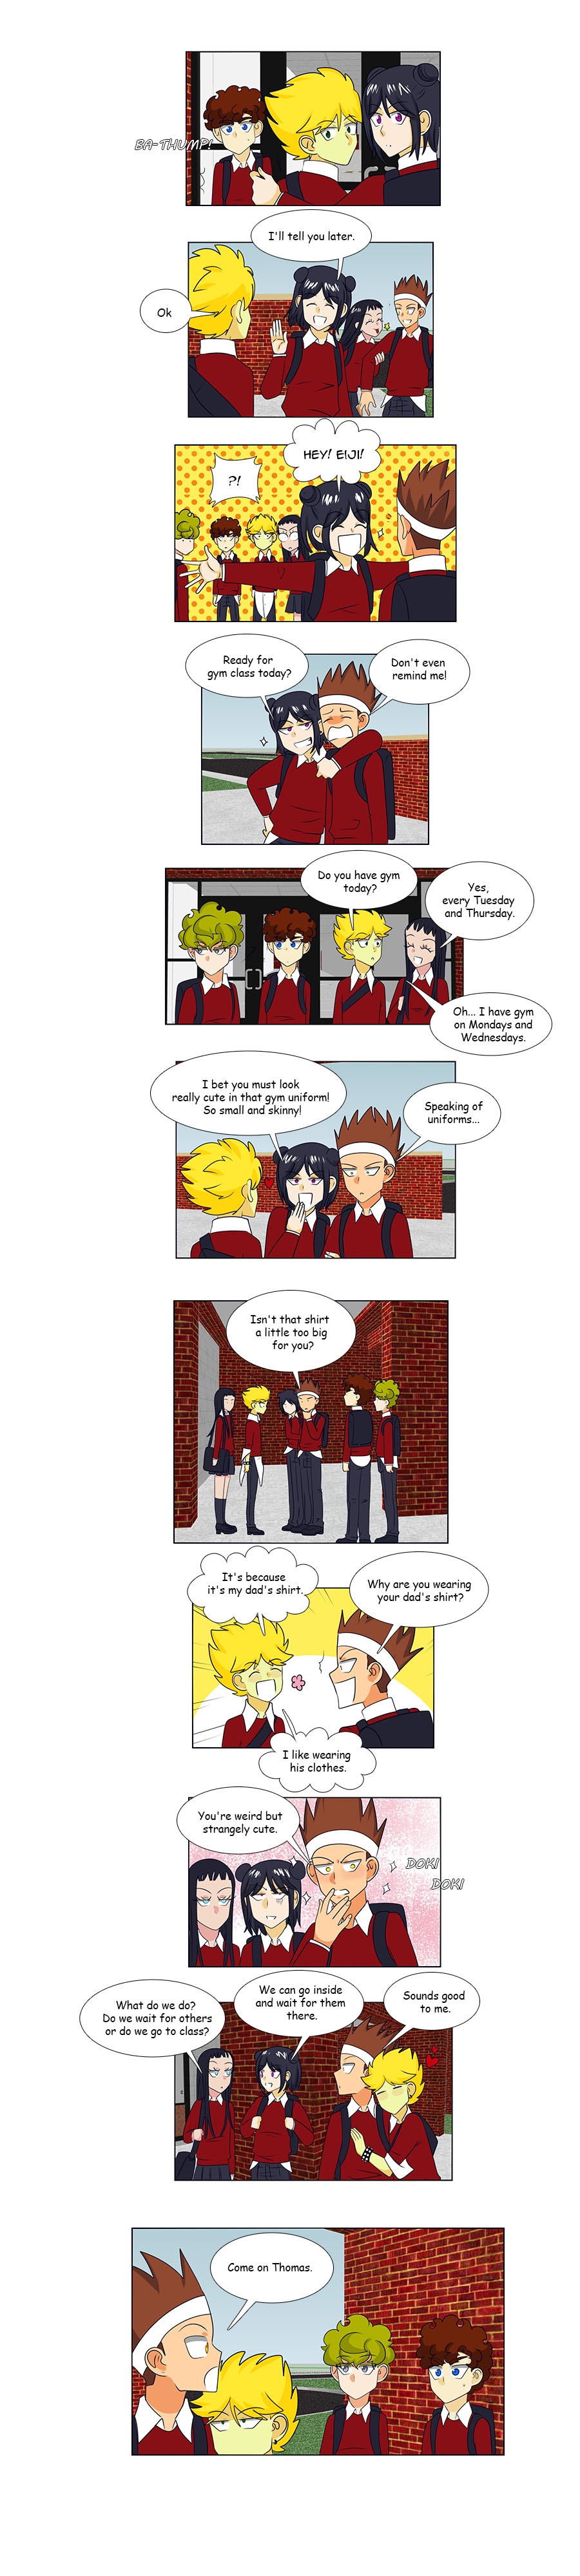 BA-THUMP!
I'll tell you later.
Ok
HEY! EIJI!
?!
Ready for
gym class today?
Don't even
remind me!
Do you have gym
today?
Yes,
every Tuesday
and Thursday.
Oh... I have gym
on Mondays and
Wednesdays.
I bet you must look
really cute in that gym uniform!
So small and skinny!
Speaking of
uniforms...
Isn't that shirt
a little too big
for you?
It's because
it's my dad's shirt.
Why are you wearing
your dad's shirt?
I like wearing
his clothes.
You're weird but
strangely cute.
DOKI
DOKI
What do we do?
Do we wait for others
or do we go to class?
We can go inside
and wait for them
there.
Sounds good
to me.
Come on Thomas.